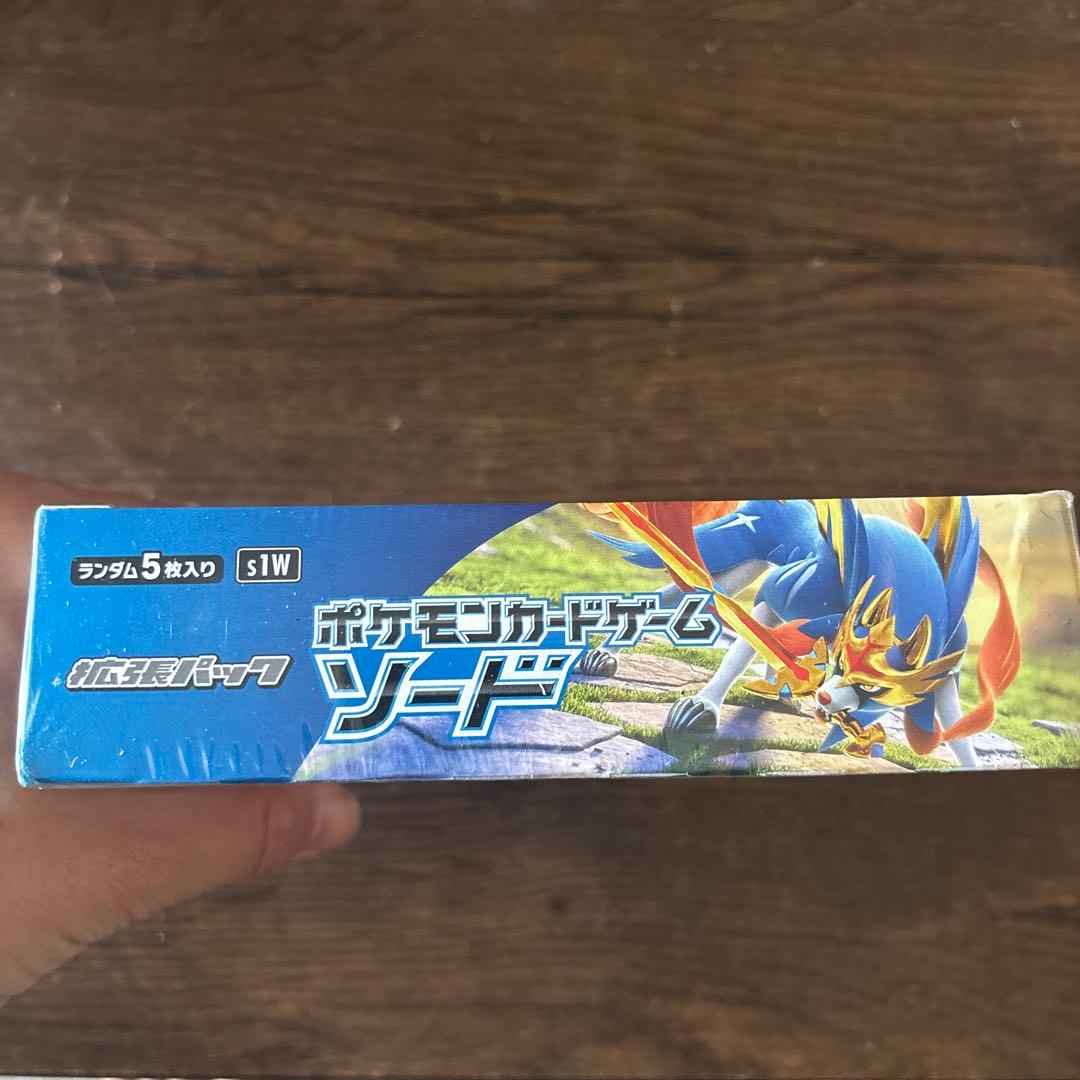 ランダム5枚入り s1W
拡張パック
ポケモンカードゲーム
ソード